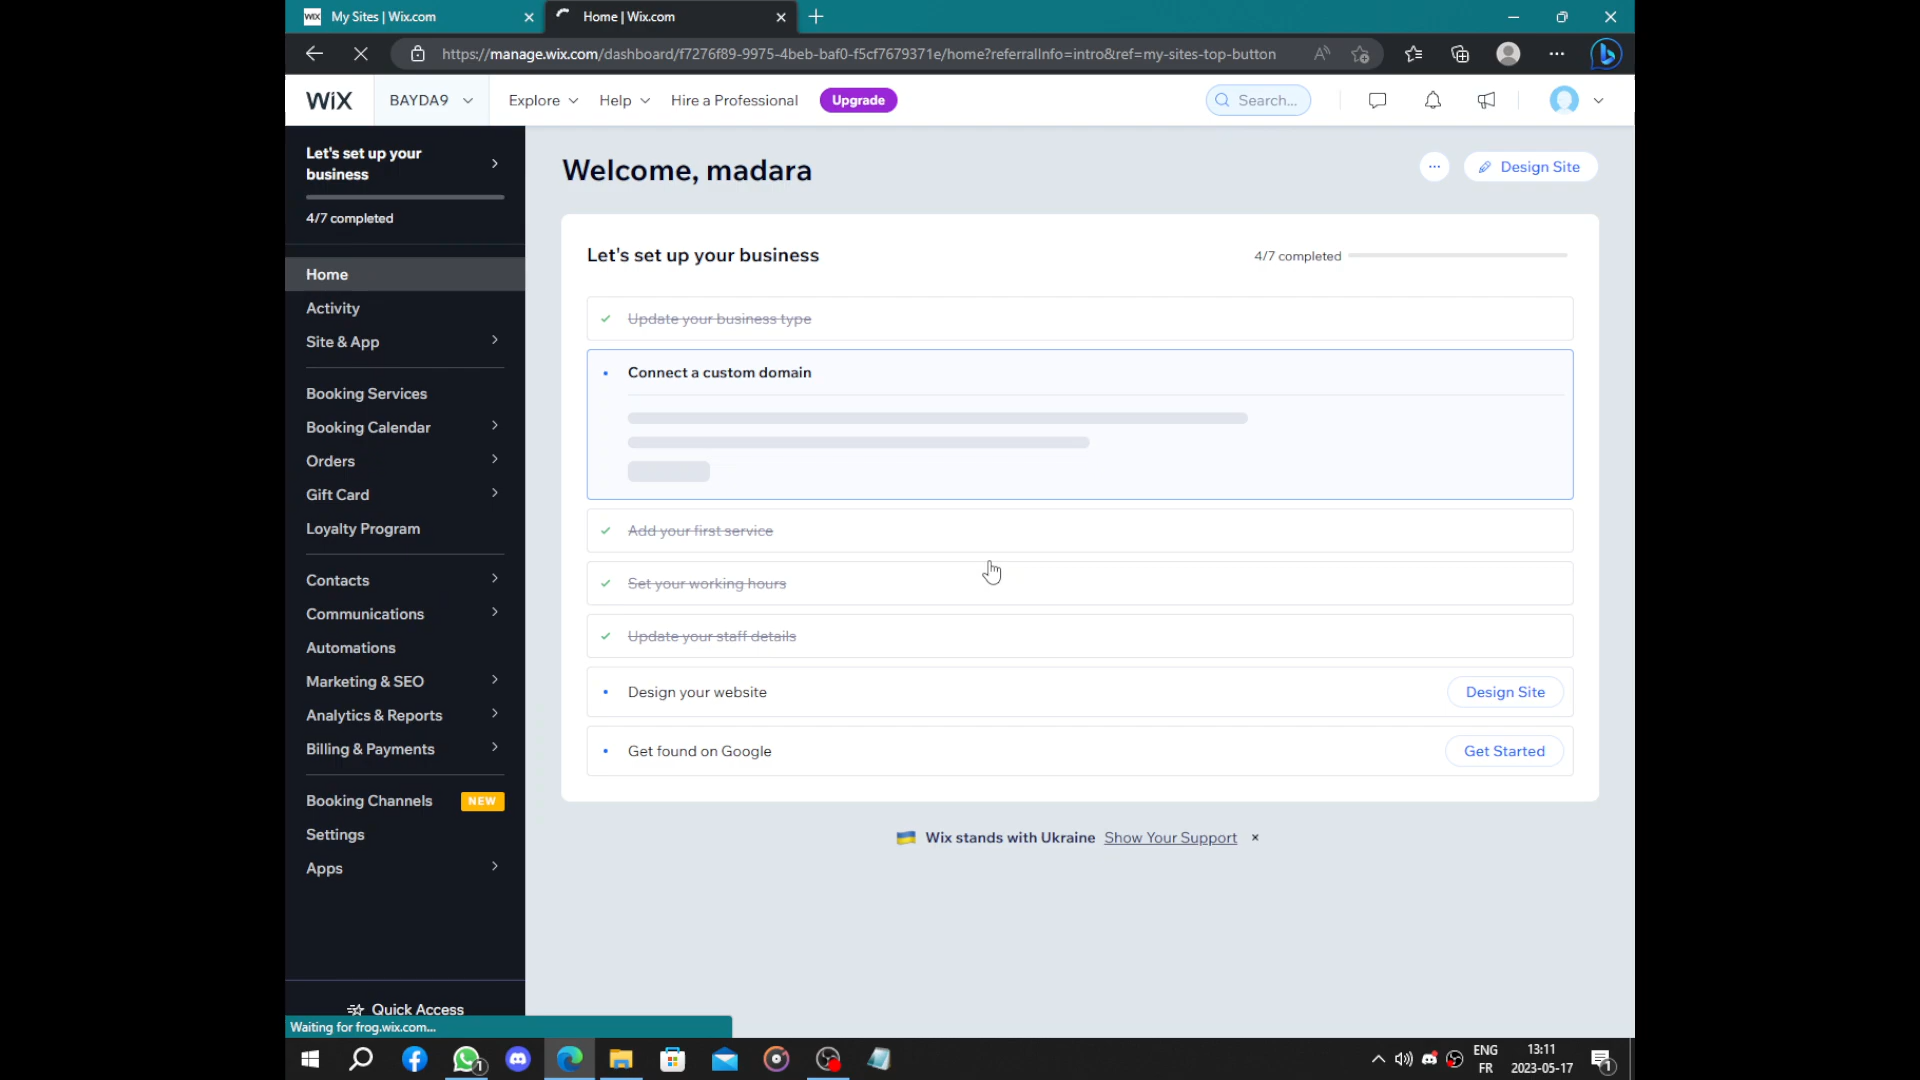 WiX My Sites | Wix.com
Home | Wix.com
https://manage.wix.com/dashboard/f7276f89-9975-4beb-baf0-f5cf7679371e/home?referralInfo=intro&ref=my-sites-top-button
WiX BAYDA9 Explore Help Hire a Professional Upgrade Search...
Let's set up your
business
4/7 completed
Home
Activity
Site & App
Booking Services
Booking Calendar
Orders
Gift Card
Loyalty Program
Contacts
Communications
Automations
Marketing & SEO
Analytics & Reports
Billing & Payments
Booking Channels NEW
Settings
Apps
Quick Access
Welcome, madara
Design Site
Let's set up your business 4/7 completed
Update your business type
Connect a custom domain
Add your first service
Set your working hours
Update your staff details
Design your website Design Site
Get found on Google Get Started
Wix stands with Ukraine Show Your Support
Waiting for frog.wix.com...
1
ENG
FR
13:11
2023-05-17
1